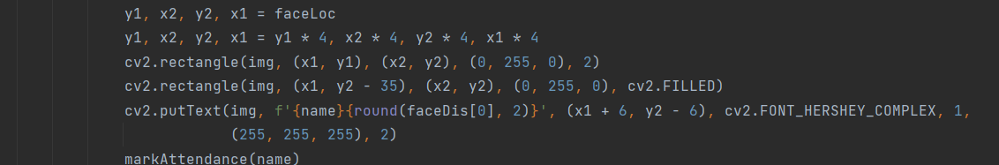 y1, x2, y2, x1 = faceLoc
y1, x2, y2, x1 = y1 * 4, x2 * 4, y2 * 4, x1 * 4
cv2.rectangle(img, (x1, y1), (x2, y2), (0, 255, 0), 2)
cv2.rectangle(img, (x1, y2 - 35), (x2, y2), (0, 255, 0), cv2.FILLED)
cv2.putText(img, f'{name}{round(faceDis[0], 2)}', (x1 + 6, y2 - 6), cv2.FONT_HERSHEY_COMPLEX, 1,
(255, 255, 255), 2)
markAttendance(name)